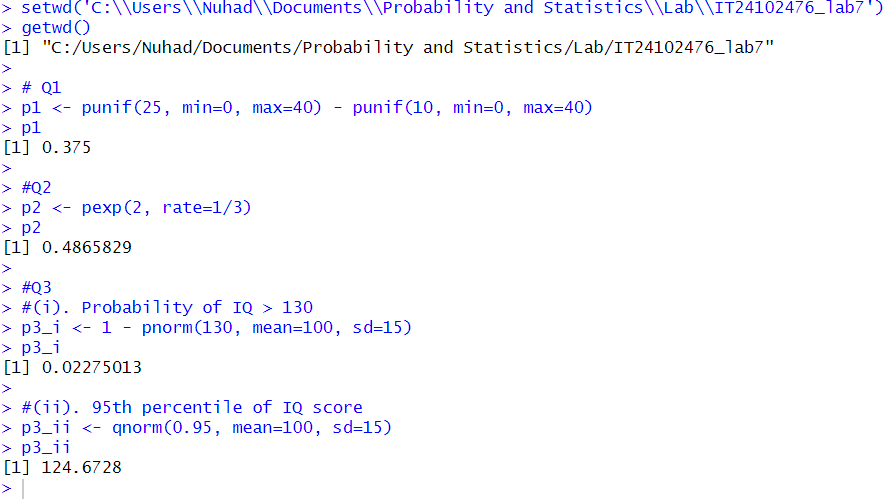 > setwd('C:\\Users\\Nuhad\\Documents\\Probability and Statistics\\Lab\\IT24102476_lab7')
> getwd()
[1] "C:/Users/Nuhad/Documents/Probability and Statistics/Lab/IT24102476_lab7"
>
> # Q1
> p1 <- punif(25, min=0, max=40) - punif(10, min=0, max=40)
> p1
[1] 0.375
>
> #Q2
> p2 <- pexp(2, rate=1/3)
> p2
[1] 0.4865829
>
> #Q3
> #(i). Probability of IQ > 130
> p3_i <- 1 - pnorm(130, mean=100, sd=15)
> p3_i
[1] 0.02275013
>
> #(ii). 95th percentile of IQ score
> p3_ii <- qnorm(0.95, mean=100, sd=15)
> p3_ii
[1] 124.6728
>